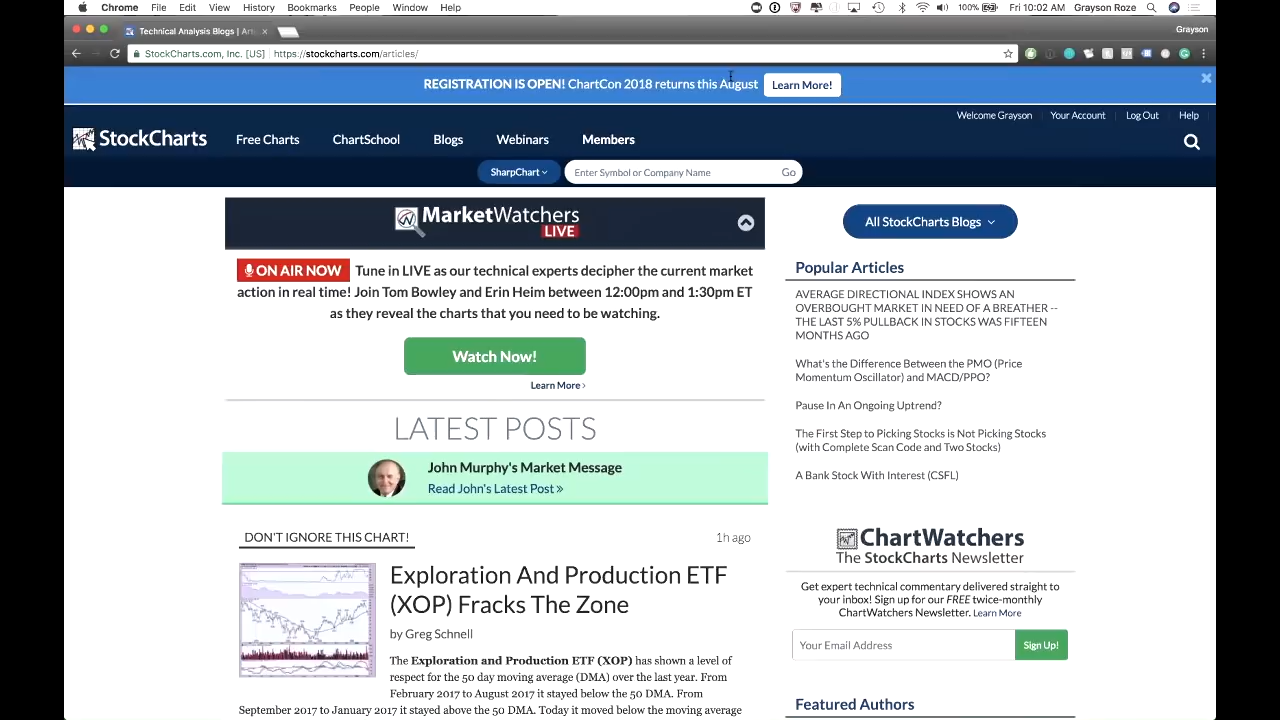 Chrome File Edit View History Bookmarks People Window Help
100% Fri 10:02 AM Grayson Roze
Technical Analysis Blogs | Arti
Grayson
StockCharts.com, Inc. [US] https://stockcharts.com/articles/
REGISTRATION IS OPEN! ChartCon 2018 returns this August Learn More!
Welcome Grayson Your Account Log Out Help
StockCharts Free Charts ChartSchool Blogs Webinars Members
SharpChart Enter Symbol or Company Name Go
MarketWatchers
LIVE
ON AIR NOW Tune in LIVE as our technical experts decipher the current market
action in real time! Join Tom Bowley and Erin Heim between 12:00pm and 1:30pm ET
as they reveal the charts that you need to be watching.
Watch Now!
Learn More ›
LATEST POSTS
John Murphy's Market Message
Read John's Latest Post »
DON'T IGNORE THIS CHART! 1h ago
Exploration And Production ETF
(XOP) Fracks The Zone
by Greg Schnell
The Exploration and Production ETF (XOP) has shown a level of
respect for the 50 day moving average (DMA) over the last year. From
February 2017 to August 2017 it stayed below the 50 DMA. From
September 2017 to January 2017 it stayed above the 50 DMA. Today it moved below the moving average
All StockCharts Blogs
Popular Articles
AVERAGE DIRECTIONAL INDEX SHOWS AN
OVERBOUGHT MARKET IN NEED OF A BREATHER --
THE LAST 5% PULLBACK IN STOCKS WAS FIFTEEN
MONTHS AGO
What's the Difference Between the PMO (Price
Momentum Oscillator) and MACD/PPO?
Pause In An Ongoing Uptrend?
The First Step to Picking Stocks is Not Picking Stocks
(with Complete Scan Code and Two Stocks)
A Bank Stock With Interest (CSFL)
ChartWatchers
The StockCharts Newsletter
Get expert technical commentary delivered straight to
your inbox! Sign up for our FREE twice-monthly
ChartWatchers Newsletter. Learn More
Your Email Address Sign Up!
Featured Authors